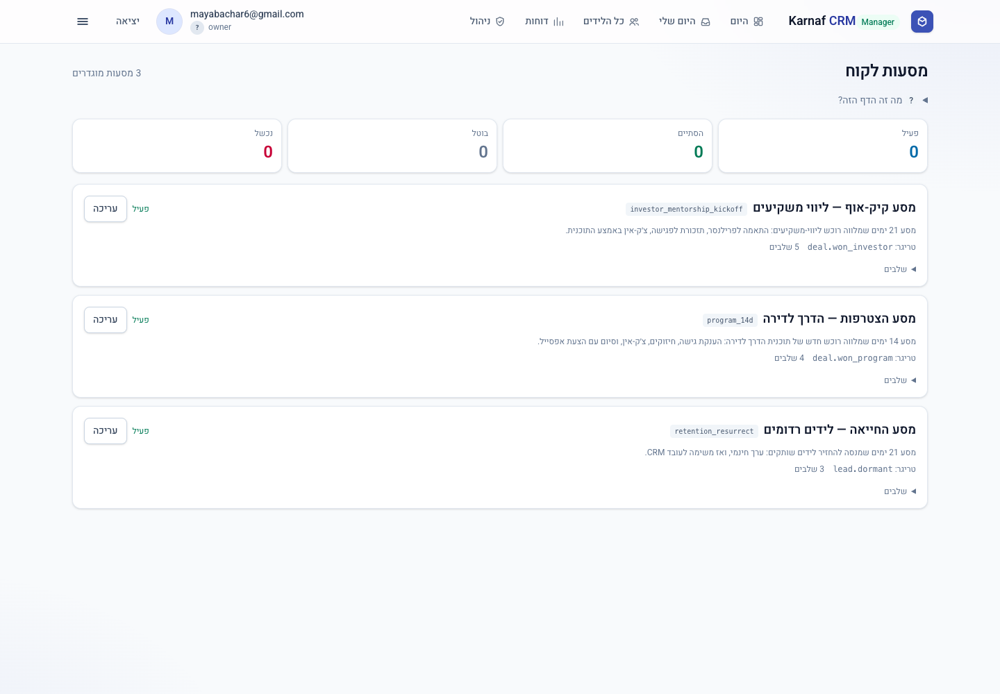 Karnaf CRM Manager
היום
היום שלי
כל הלידים
דוחות
ניהול
mayabachar6@gmail.com
? owner
M
יציאה
מסעות לקוח
3 מסעות מוגדרים
◀ ? מה זה הדף הזה?
פעיל
0
הסתיים
0
בוטל
0
נכשל
0
מסע קיק-אוף — ליווי משקיעים investor_mentorship_kickoff
פעיל
עריכה
מסע 21 ימים שמלווה רוכש ליווי-משקיעים: התאמה לפרילנסר, תזכורת לפגישה, צ'ק-אין באמצע התוכנית.
טריגר: deal.won_investor 5 שלבים
◀ שלבים
מסע הצטרפות — הדרך לדירה program_14d
פעיל
עריכה
מסע 14 ימים שמלווה רוכש חדש של תוכנית הדרך לדירה: הענקת גישה, חיזוקים, צ'ק-אין, וסיום עם הצעת אפסייל.
טריגר: deal.won_program 4 שלבים
◀ שלבים
מסע החייאה — לידים רדומים retention_resurrect
פעיל
עריכה
מסע 21 ימים שמנסה להחזיר לידים שותקים: ערך חינמי, ואז משימה לעובד CRM.
טריגר: lead.dormant 3 שלבים
◀ שלבים